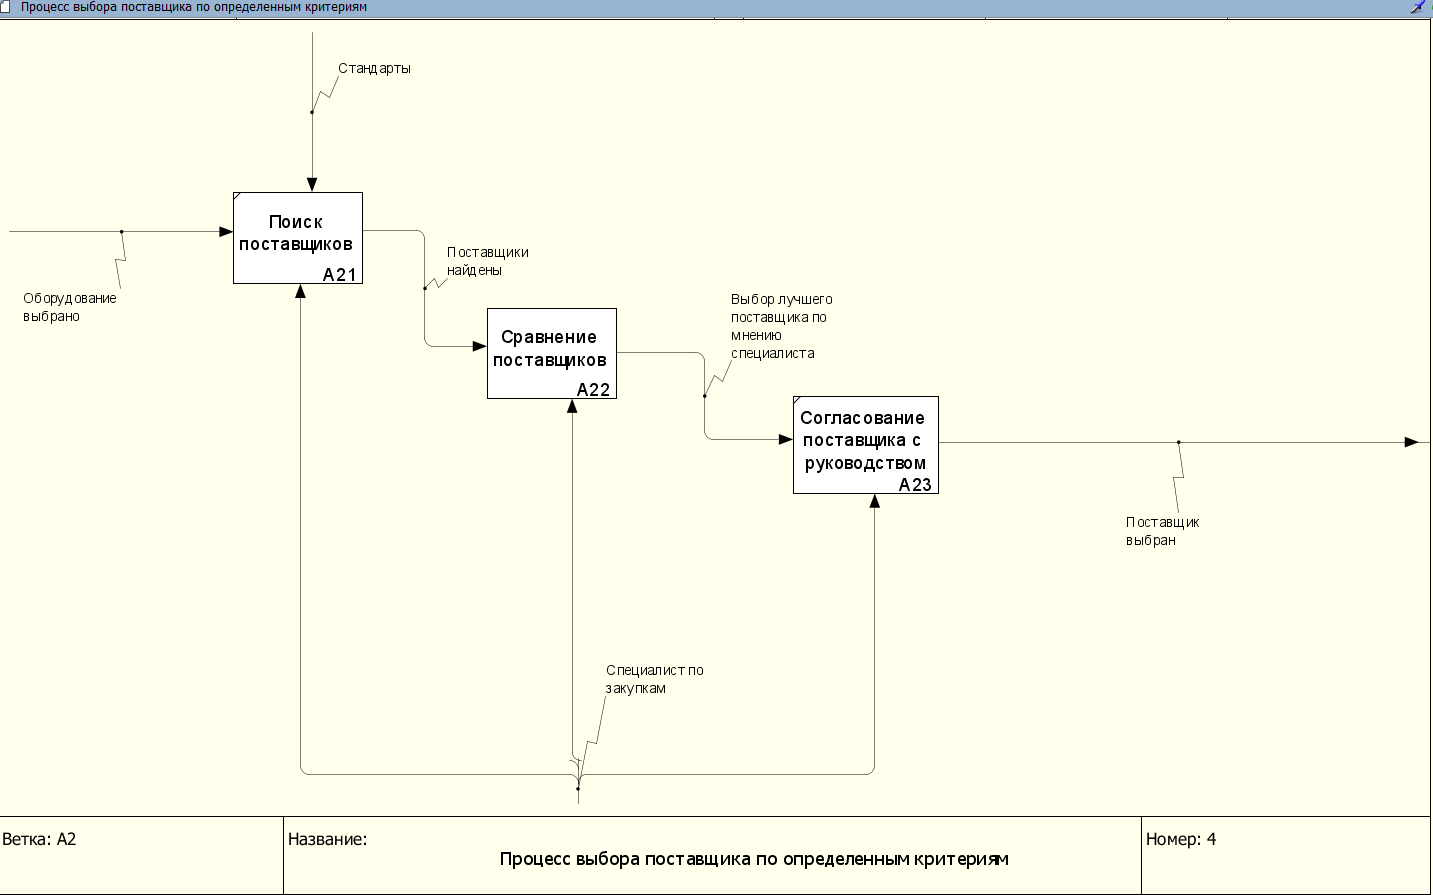 Процесс выбора поставщика по определенным критериям
Стандарты
Поиск
поставщиков
A21
Оборудование
выбрано
Поставщики
найдены
Сравнение
поставщиков
A22
Выбор лучшего
поставщика по
мнению
специалиста
Согласование
поставщика с
руководством
A23
Поставщик
выбран
Специалист по
закупкам
Ветка: A2
Название:
Процесс выбора поставщика по определенным критериям
Номер: 4